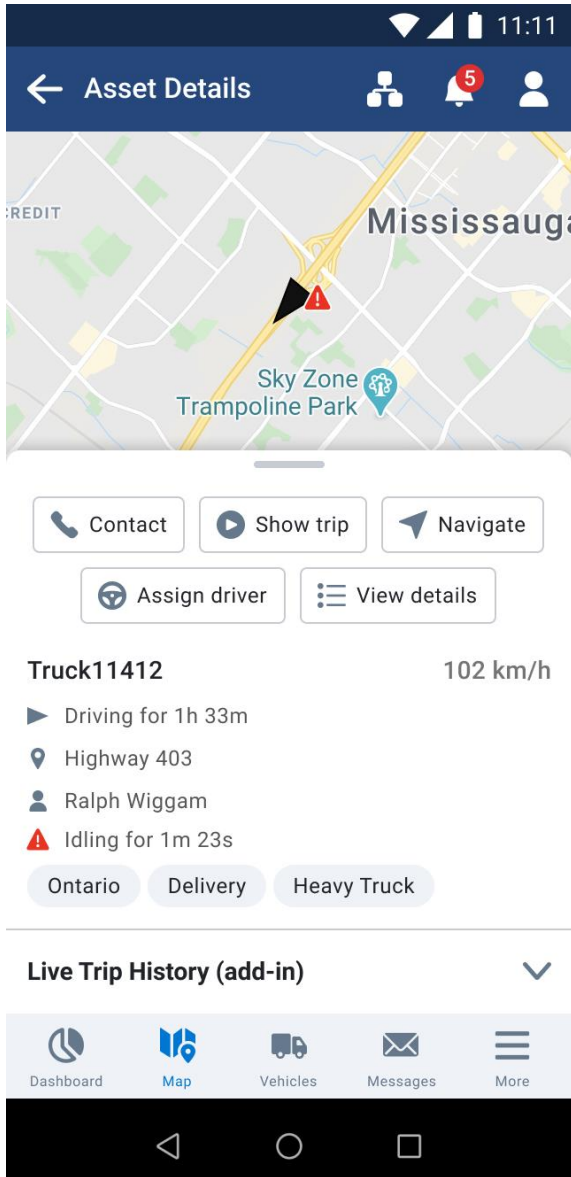 11:11
Asset Details
5
CREDIT
Mississauga
Sky Zone
Trampoline Park
Contact
Show trip
Navigate
Assign driver
View details
Truck11412
102 km/h
Driving for 1h 33m
Highway 403
Ralph Wiggam
Idling for 1m 23s
Ontario
Delivery
Heavy Truck
Live Trip History (add-in)
Dashboard
Map
Vehicles
Messages
More